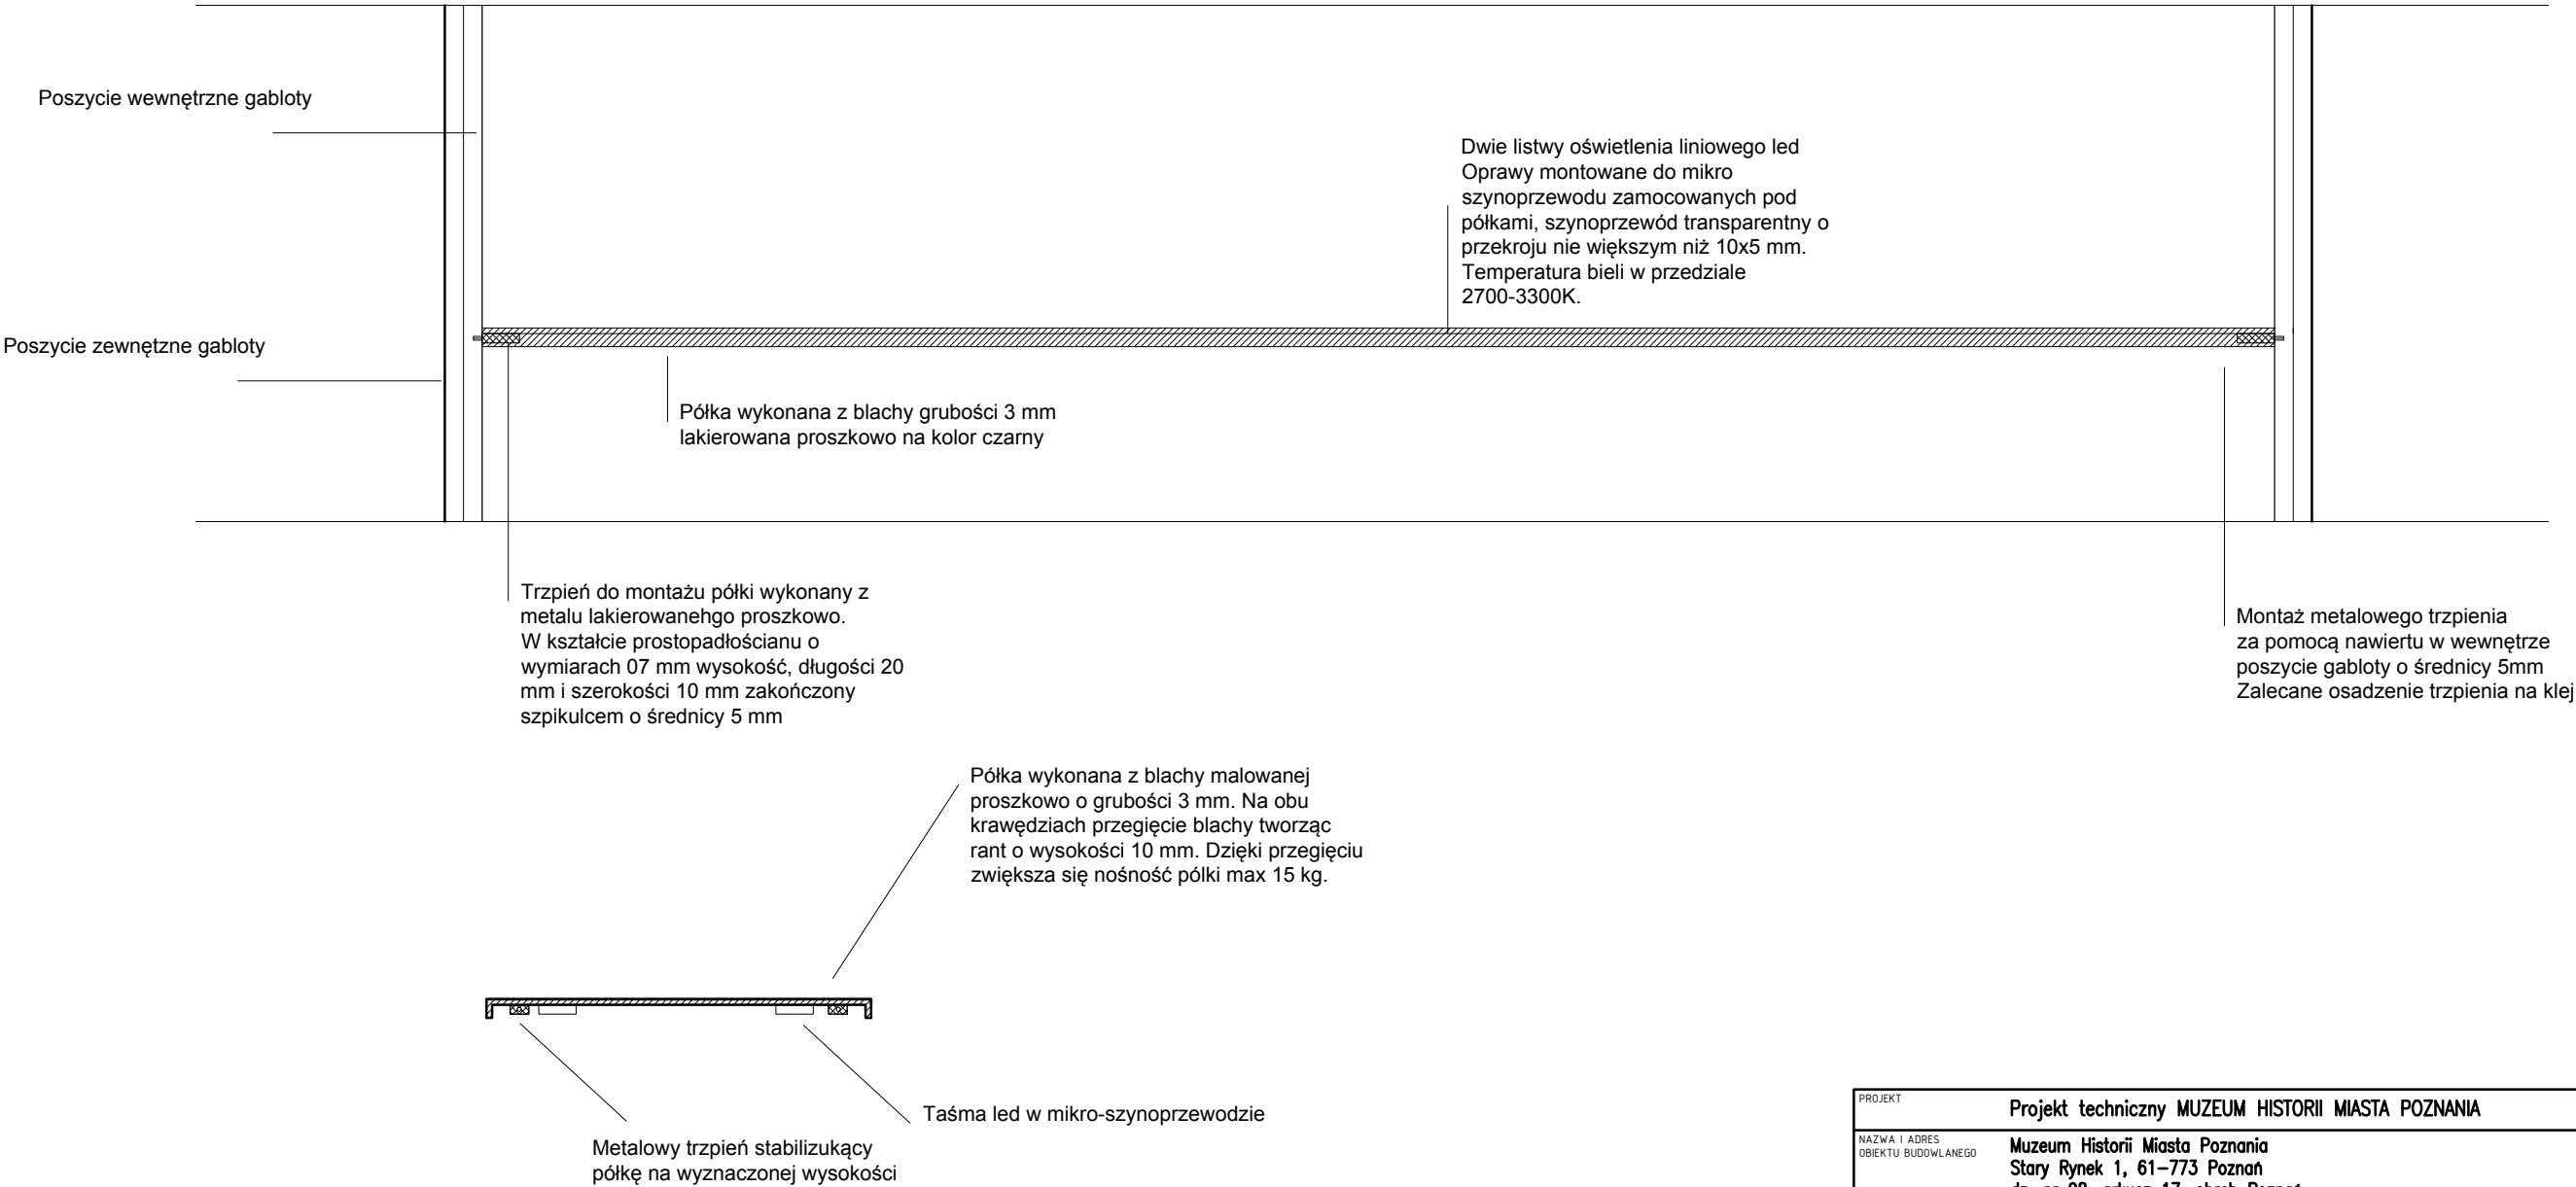 Poszycie wewnętrzne gabloty
Dwie listwy oświetlenia liniowego led
Oprawy montowane do mikro
szynoprzewodu zamocowanych pod
półkami, szynoprzewód transparentny o
przekroju nie większym niż 10x5 mm.
Temperatura bieli w przedziale
2700-3300K.
Poszycie zewnętzne gabloty
Półka wykonana z blachy grubości 3 mm
lakierowana proszkowo na kolor czarny
Trzpień do montażu półki wykonany z
metalu lakierowanehgo proszkowo.
W kształcie prostopadłościanu o
wymiarach 07 mm wysokość, długości 20
mm i szerokości 10 mm zakończony
szpikulcem o średnicy 5 mm
Montaż metalowego trzpienia
za pomocą nawiertu w wewnętrze
poszycie gabloty o średnicy 5mm
Zalecane osadzenie trzpienia na klej
Półka wykonana z blachy malowanej
proszkowo o grubości 3 mm. Na obu
krawędziach przegięcie blachy tworząc
rant o wysokości 10 mm. Dzięki przegięciu
zwiększa się nośność pólki max 15 kg.
Taśma led w mikro-szynoprzewodzie
Metalowy trzpień stabilizukący
półkę na wyznaczonej wysokości
PROJEKT
Projekt techniczny MUZEUM HISTORII MIASTA POZNANIA
NAZWA I ADRES
OBIEKTU BUDOWLANEGO
Muzeum Historii Miasta Poznania
Stary Rynek 1, 61-773 Poznań